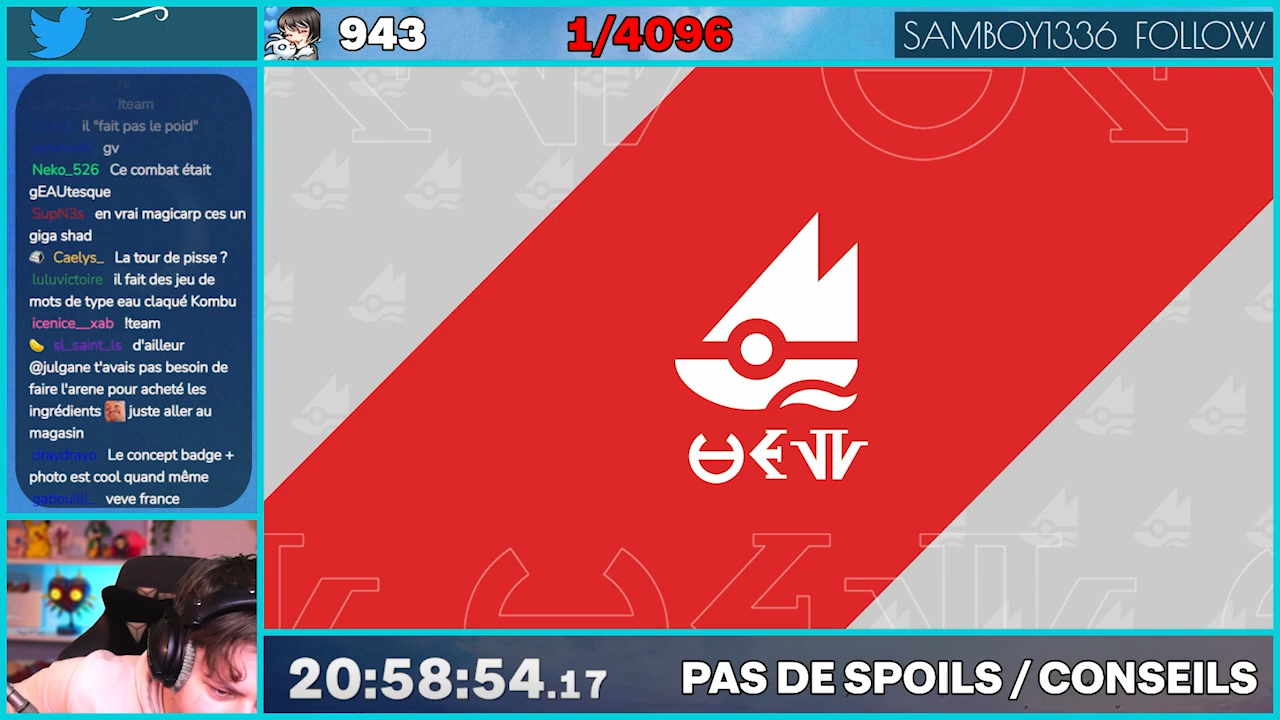 943
1/4096
SAMBOY1336 FOLLOW
!team
il "fait pas le poid"
gv
Neko_526 Ce combat était
gEAUtesque
SupN3s en vrai magicarp ces un
giga shad
Caelys_ La tour de pisse ?
luluvictoire il fait des jeu de
mots de type eau claqué Kombu
icenice__xab !team
sl_saint_ls d'ailleur
@julgane t'avais pas besoin de
faire l'arene pour acheté les
ingrédients juste aller au
magasin
draydrayo Le concept badge +
photo est cool quand même
gabouilli_ veve france
20:58:54.17
PAS DE SPOILS / CONSEILS